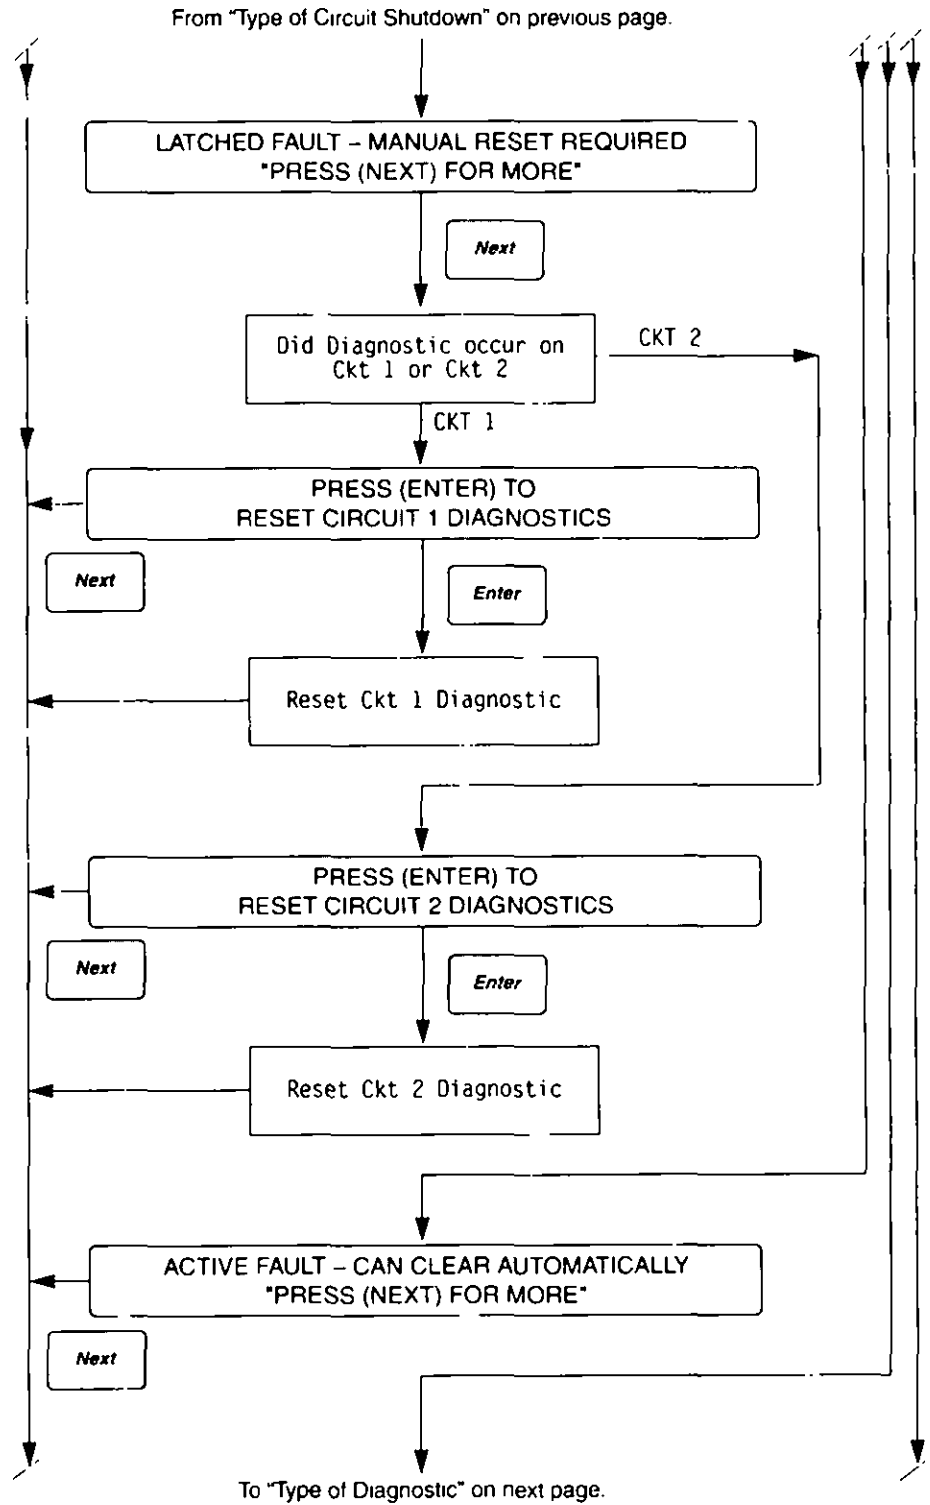 From "Type of Circuit Shutdown" on previous page.
LATCHED FAULT – MANUAL RESET REQUIRED
"PRESS (NEXT) FOR MORE"
Next
Did Diagnostic occur on
Ckt 1 or Ckt 2
CKT 2
CKT 1
PRESS (ENTER) TO
RESET CIRCUIT 1 DIAGNOSTICS
Next
Enter
Reset Ckt 1 Diagnostic
PRESS (ENTER) TO
RESET CIRCUIT 2 DIAGNOSTICS
Next
Enter
Reset Ckt 2 Diagnostic
ACTIVE FAULT – CAN CLEAR AUTOMATICALLY
"PRESS (NEXT) FOR MORE"
Next
To "Type of Diagnostic" on next page.